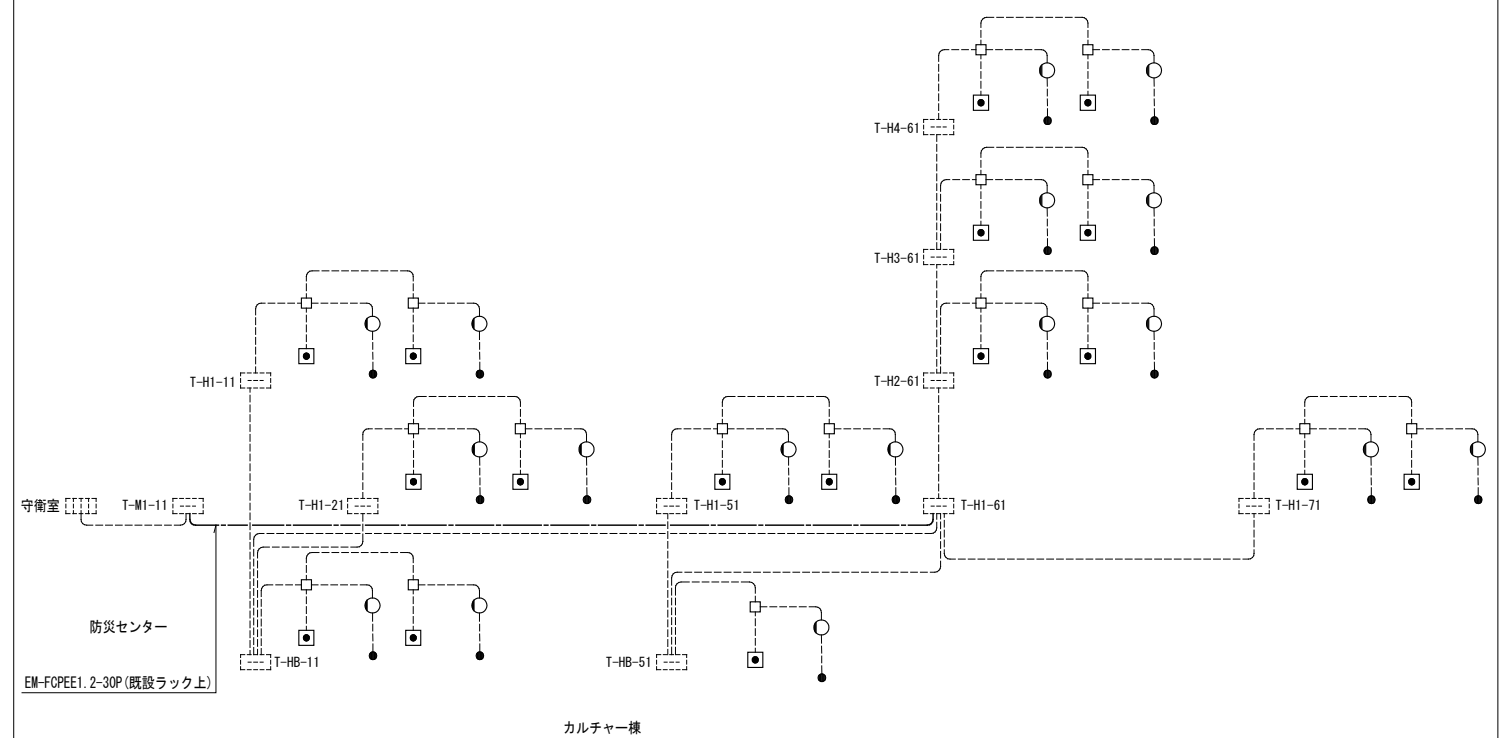 T-H4-61
T-H3-61
T-H1-11
T-H2-61
守衛室
T-M1-11
T-H1-21
T-H1-51
T-H1-61
T-H1-71
防災センター
T-HB-11
T-HB-51
EM-FCPEE1.2-30P(既設ラック上)
カルチャー棟